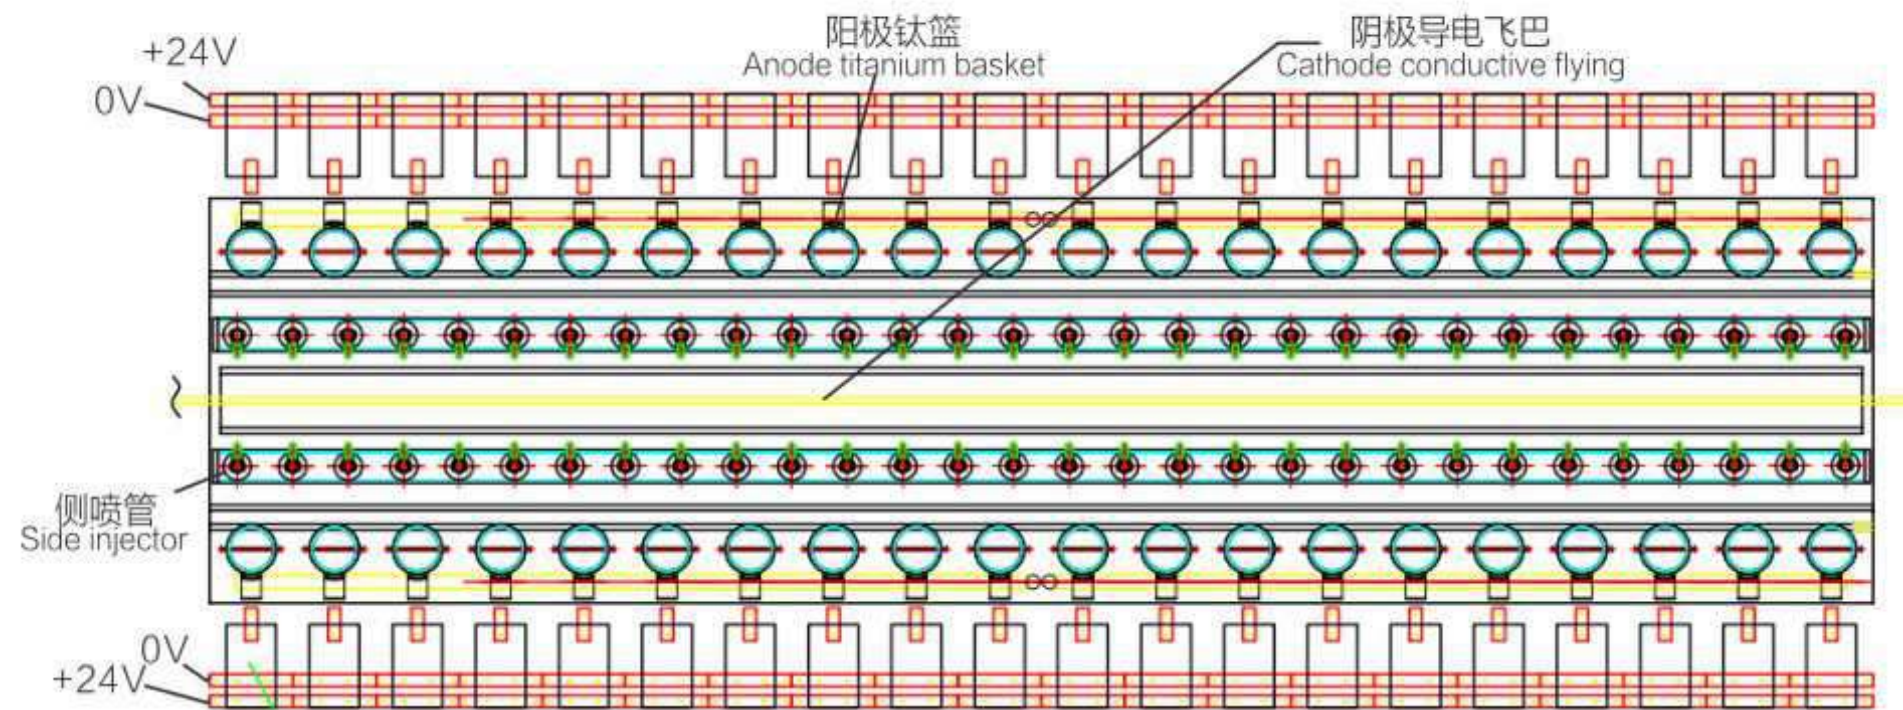 +24V
0V
阳极钛篮
Anode titanium basket
阴极导电飞巴
Cathode conductive flying
侧喷管
Side injector
0V
+24V